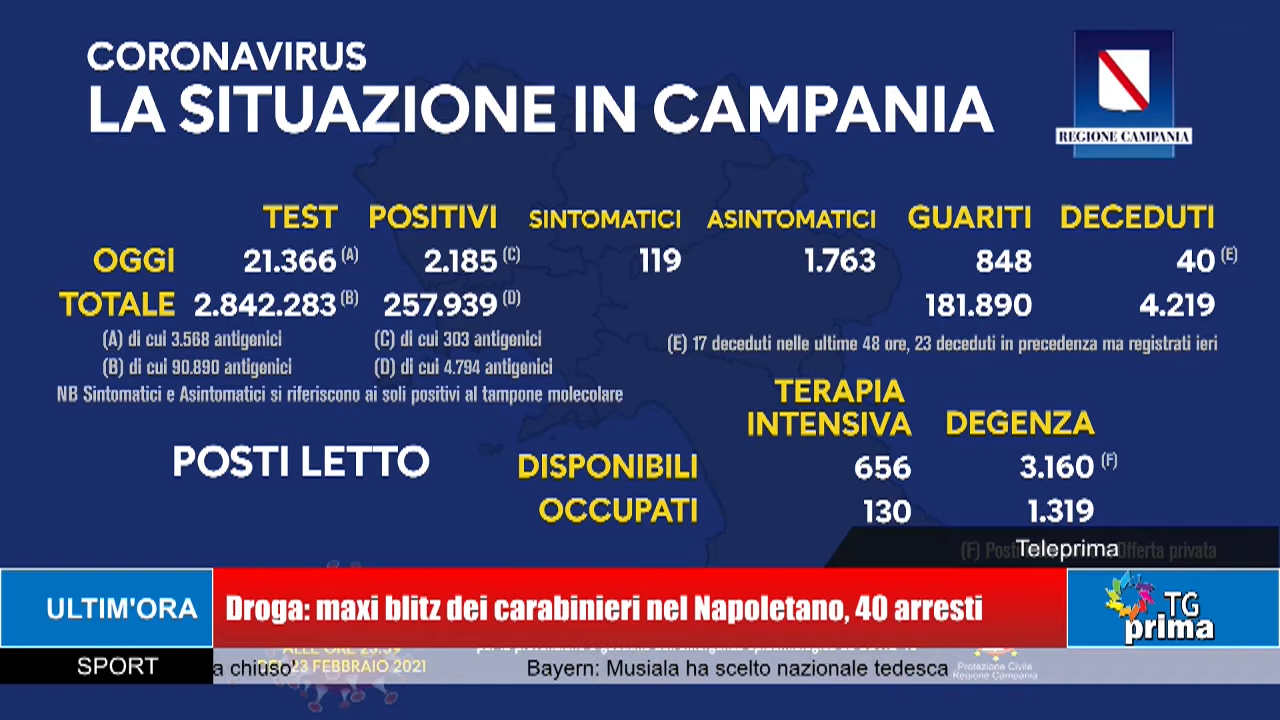 CORONAVIRUS
LA SITUAZIONE IN CAMPANIA
REGIONE CAMPANIA
TEST POSITIVI SINTOMATICI ASINTOMATICI GUARITI DECEDUTI
OGGI 21.366 (A) 2.185 (C) 119 1.763 848 40 (E)
TOTALE 2.842.283 (B) 257.939 (D) 181.890 4.219
(A) di cui 3.568 antigenici (C) di cui 303 antigenici (E) 17 deceduti nelle ultime 48 ore, 23 deceduti in precedenza ma registrati ieri
(B) di cui 90.890 antigenici (D) di cui 4.794 antigenici
NB Sintomatici e Asintomatici si riferiscono ai soli positivi al tampone molecolare
TERAPIA
INTENSIVA DEGENZA
POSTI LETTO DISPONIBILI 656 3.160 (F)
OCCUPATI 130 1.319
(F) Offerta privata
Teleprima
ULTIM'ORA Droga: maxi blitz dei carabinieri nel Napoletano, 40 arresti TG
prima
SPORT a chiuso' 23 FEBBRAIO 2021 Bayern: Musiala ha scelto nazionale tedesca Protezione Civile
Regione Campania